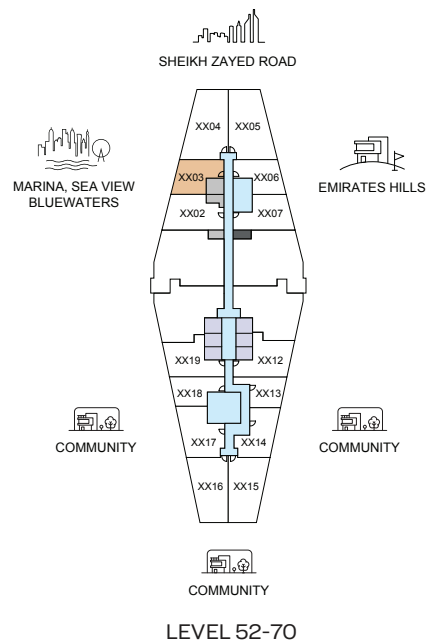 SHEIKH ZAYED ROAD
XX04 XX05
MARINA, SEA VIEW
BLUEWATERS
XX03 XX06
EMIRATES HILLS
XX02 XX07
XX19 XX12
XX18 XX13
COMMUNITY
XX17 XX14
COMMUNITY
XX16 XX15
COMMUNITY
LEVEL 52-70